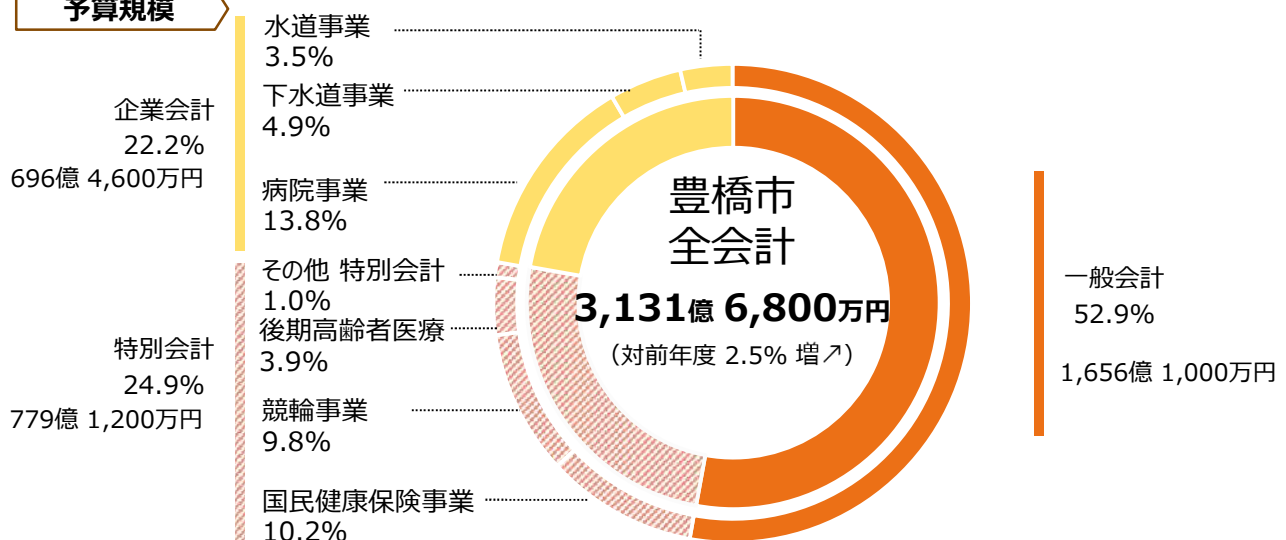 予算規模
水道事業
3.5%
下水道事業
4.9%
企業会計
22.2%
696億 4,600万円
病院事業
13.8%
その他 特別会計
1.0%
後期高齢者医療
3.9%
特別会計
24.9%
779億 1,200万円
競輪事業
9.8%
国民健康保険事業
10.2%
豊橋市
全会計
3,131億 6,800万円
（対前年度 2.5% 増↗）
一般会計
52.9%
1,656億 1,000万円